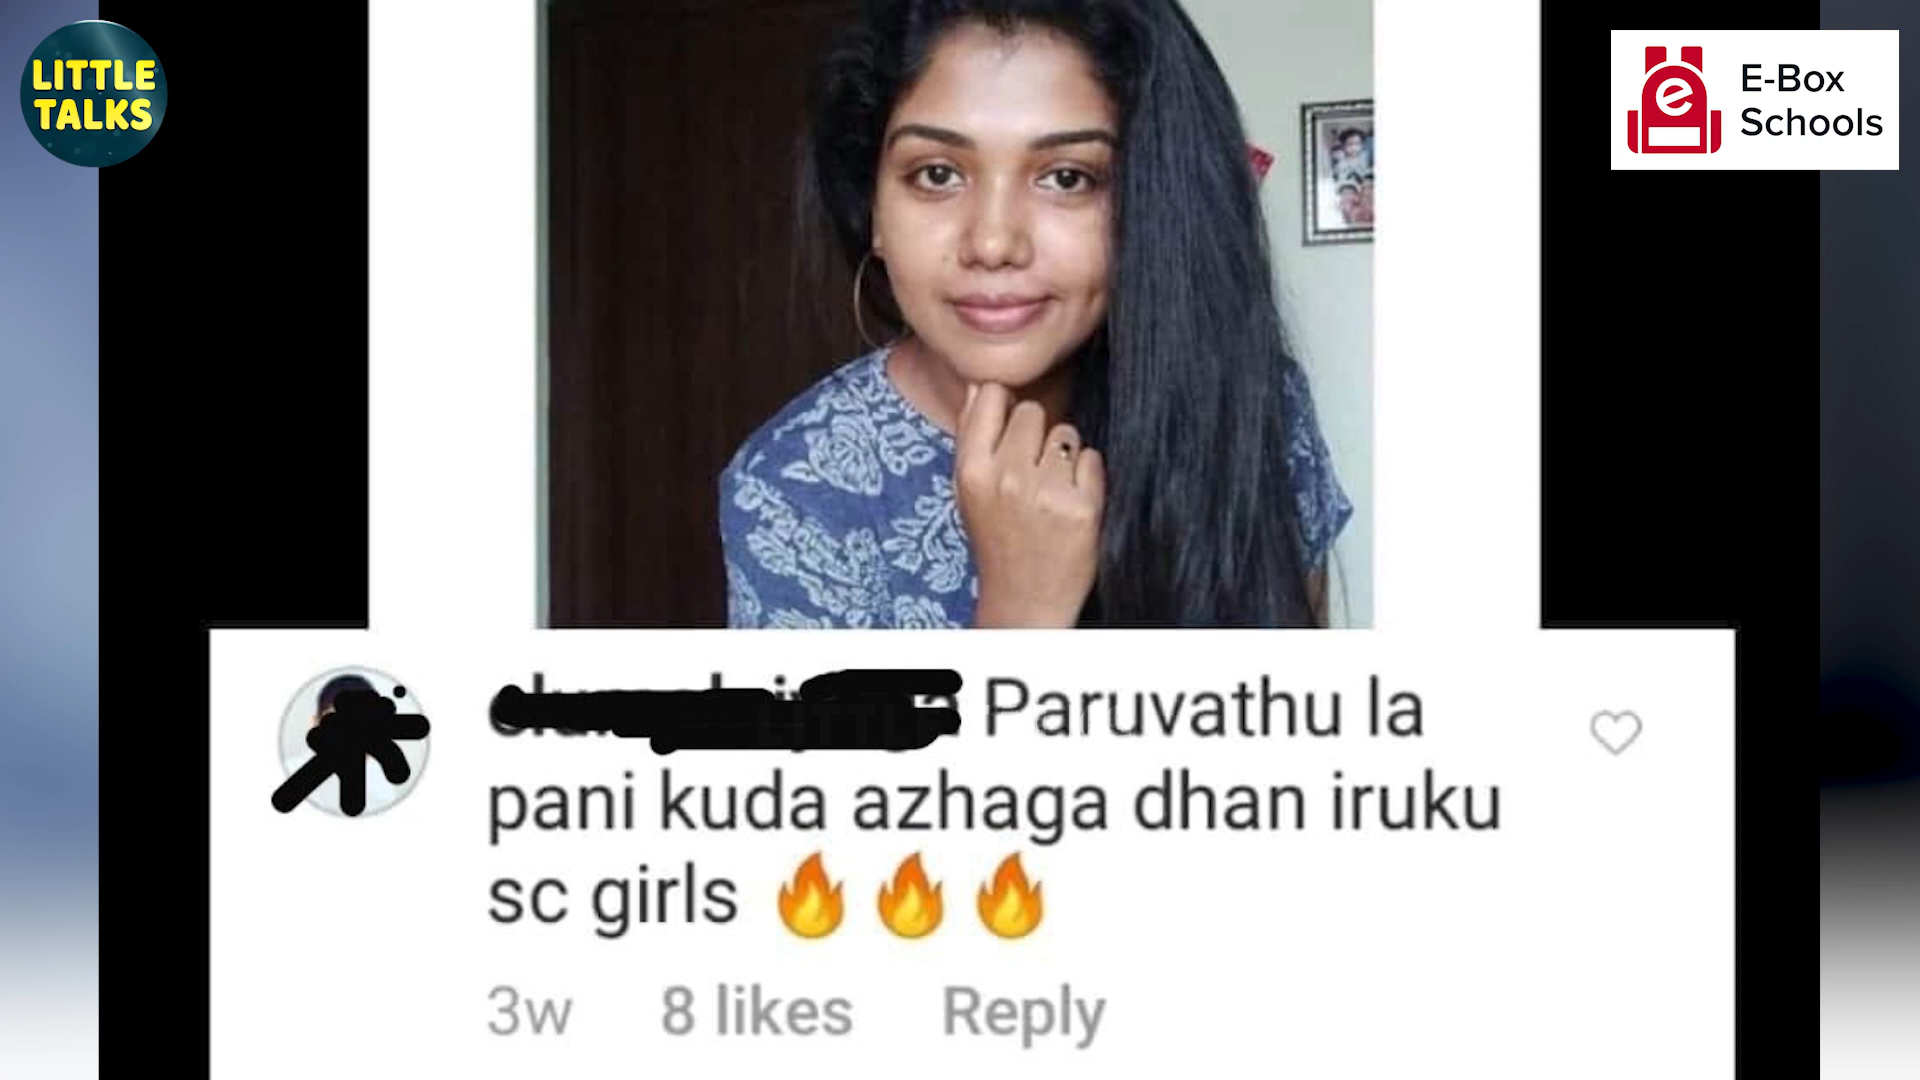 LITTLE
TALKS
e
E-Box
Schools
Paruvathu la
pani kuda azhaga dhan iruku
sc girls 🔥🔥🔥
3w 8 likes Reply